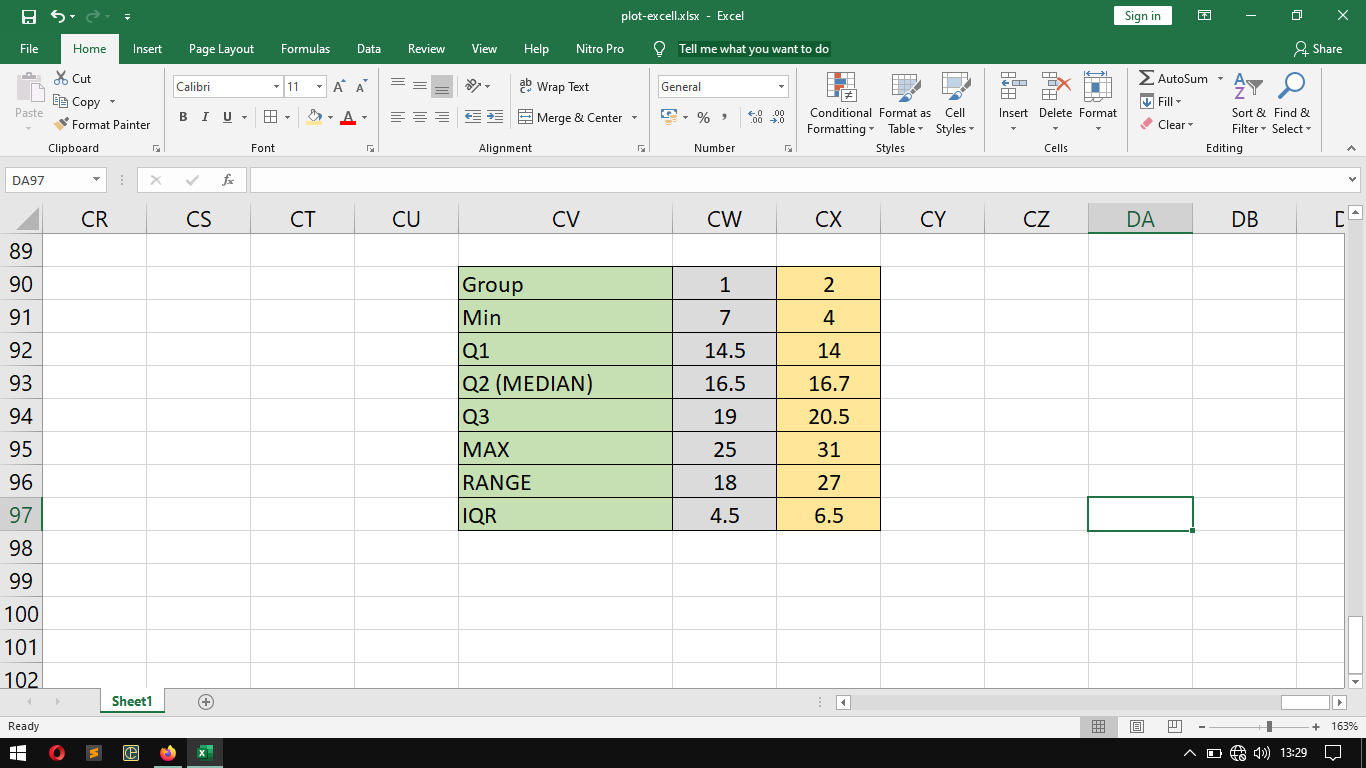 plot-excell.xlsx - Excel
Sign in
File Home Insert Page Layout Formulas Data Review View Help Nitro Pro Tell me what you want to do Share
Paste
Cut
Copy
Format Painter
Clipboard
Calibri 11
B I U
Font
Wrap Text
Merge & Center
Alignment
General
%
Number
Conditional Formatting
Format as Table
Cell Styles
Styles
Insert Delete Format
Cells
AutoSum
Fill
Clear
Sort & Filter
Find & Select
Editing
DA97 fx
CR CS CT CU CV CW CX CY CZ DA DB
89
90 Group 1 2
91 Min 7 4
92 Q1 14.5 14
93 Q2 (MEDIAN) 16.5 16.7
94 Q3 19 20.5
95 MAX 25 31
96 RANGE 18 27
97 IQR 4.5 6.5
98
99
100
101
102
Sheet1
Ready 163%
13:29